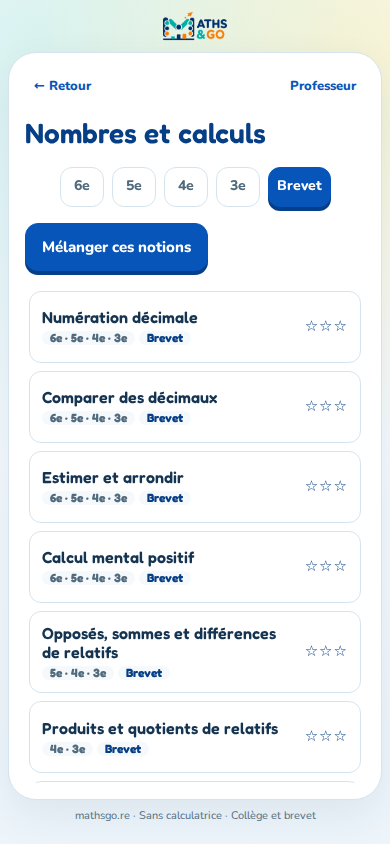 MATHS
&GO
← Retour
Professeur
Nombres et calculs
6e
5e
4e
3e
Brevet
Mélanger ces notions
Numération décimale
6e · 5e · 4e · 3e Brevet
☆☆☆
Comparer des décimaux
6e · 5e · 4e · 3e Brevet
☆☆☆
Estimer et arrondir
6e · 5e · 4e · 3e Brevet
☆☆☆
Calcul mental positif
6e · 5e · 4e · 3e Brevet
☆☆☆
Opposés, sommes et différences
de relatifs
5e · 4e · 3e Brevet
☆☆☆
Produits et quotients de relatifs
4e · 3e Brevet
☆☆☆
mathsgo.re · Sans calculatrice · Collège et brevet